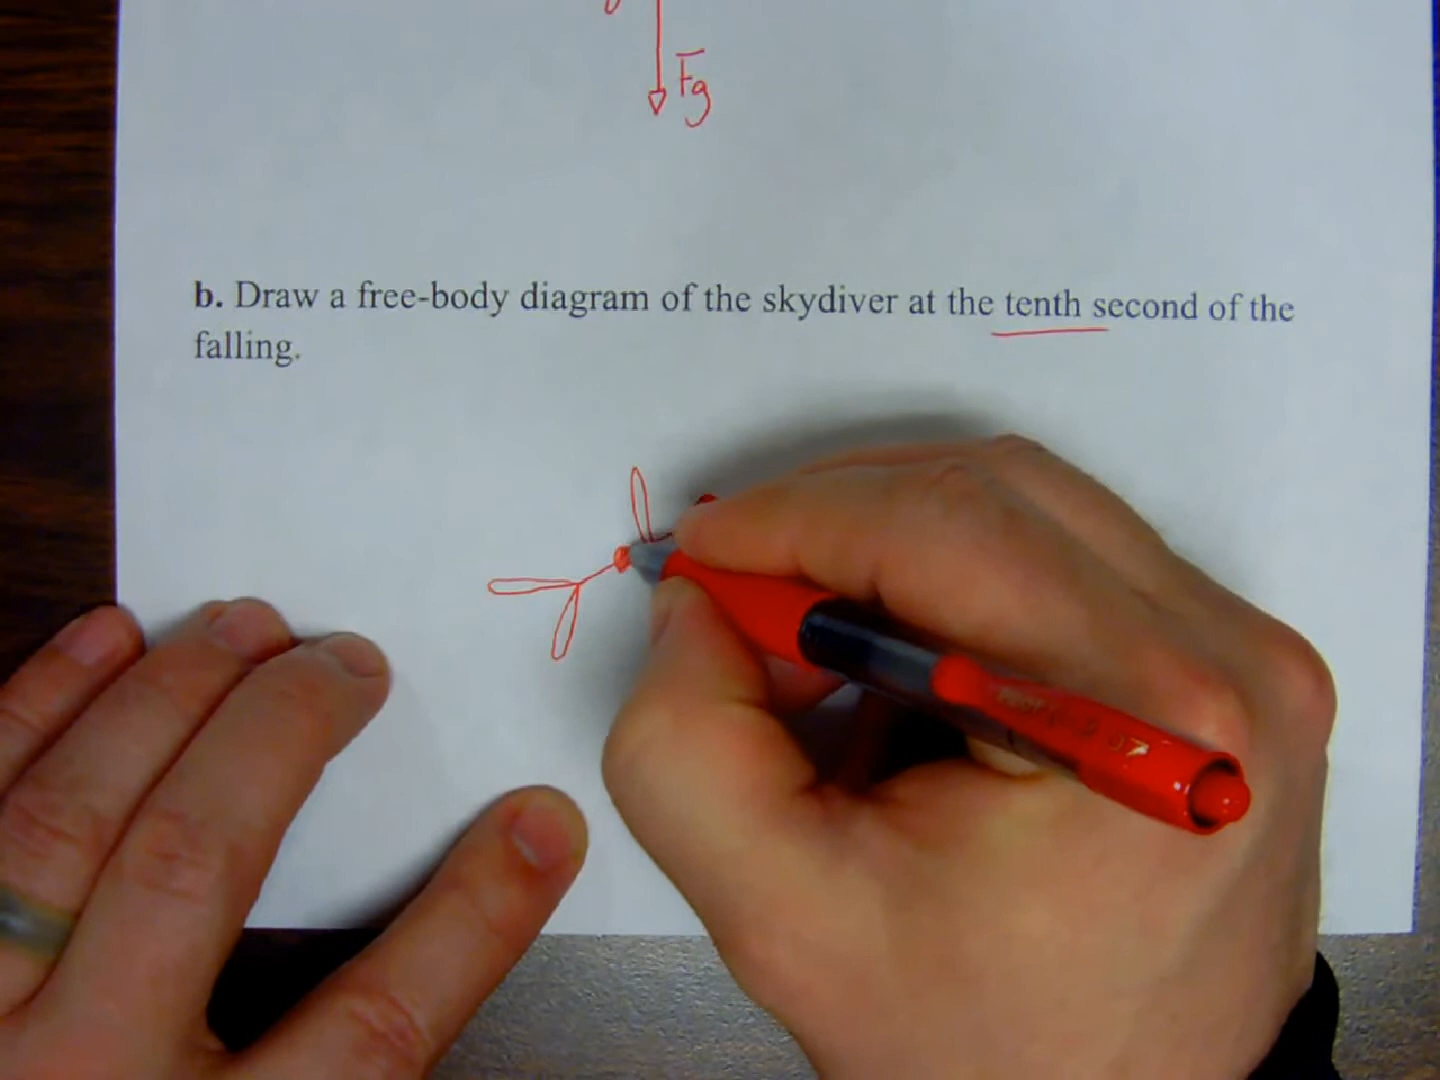 Fg
b. Draw a free-body diagram of the skydiver at the tenth second of the
falling.